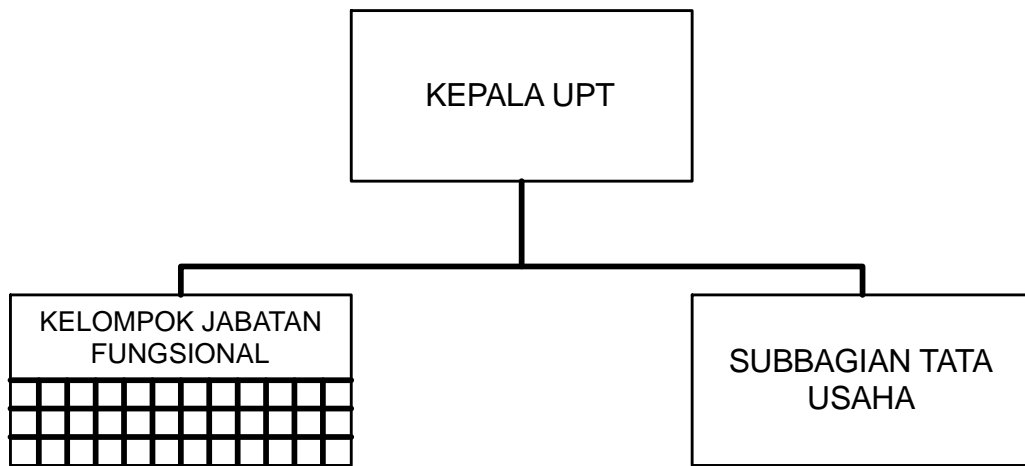 KEPALA UPT
KELOMPOK JABATAN
FUNGSIONAL
SUBBAGIAN TATA
USAHA